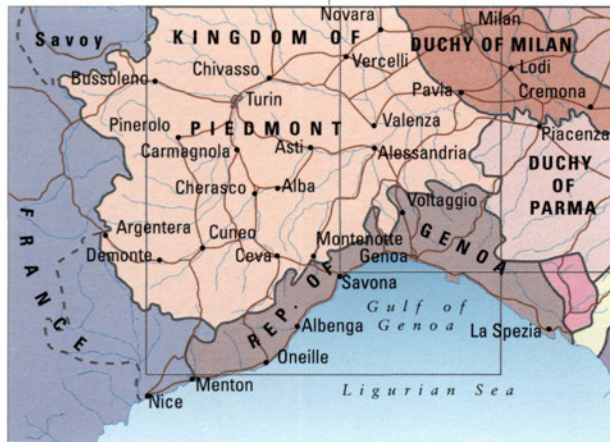 Novara
Milan
Savoy
KINGDOM OF
DUCHY OF MILAN
Vercelli
Bussoleno
Chivasso
Lodi
Pavia
Cremona
Turin
Pinerolo
PIEDMONT
Valenza
Piacenza
Carmagnola
Asti
Alessandria
DUCHY
OF
PARMA
Cherasco
Alba
Voltaggio
FRANCE
Argentera
Cuneo
Montenotte
Genoa
GENOA
Demonte
Ceva
Savona
REP. OF
Gulf of
Genoa
Albenga
La Spezia
Oneille
Menton
Ligurian Sea
Nice